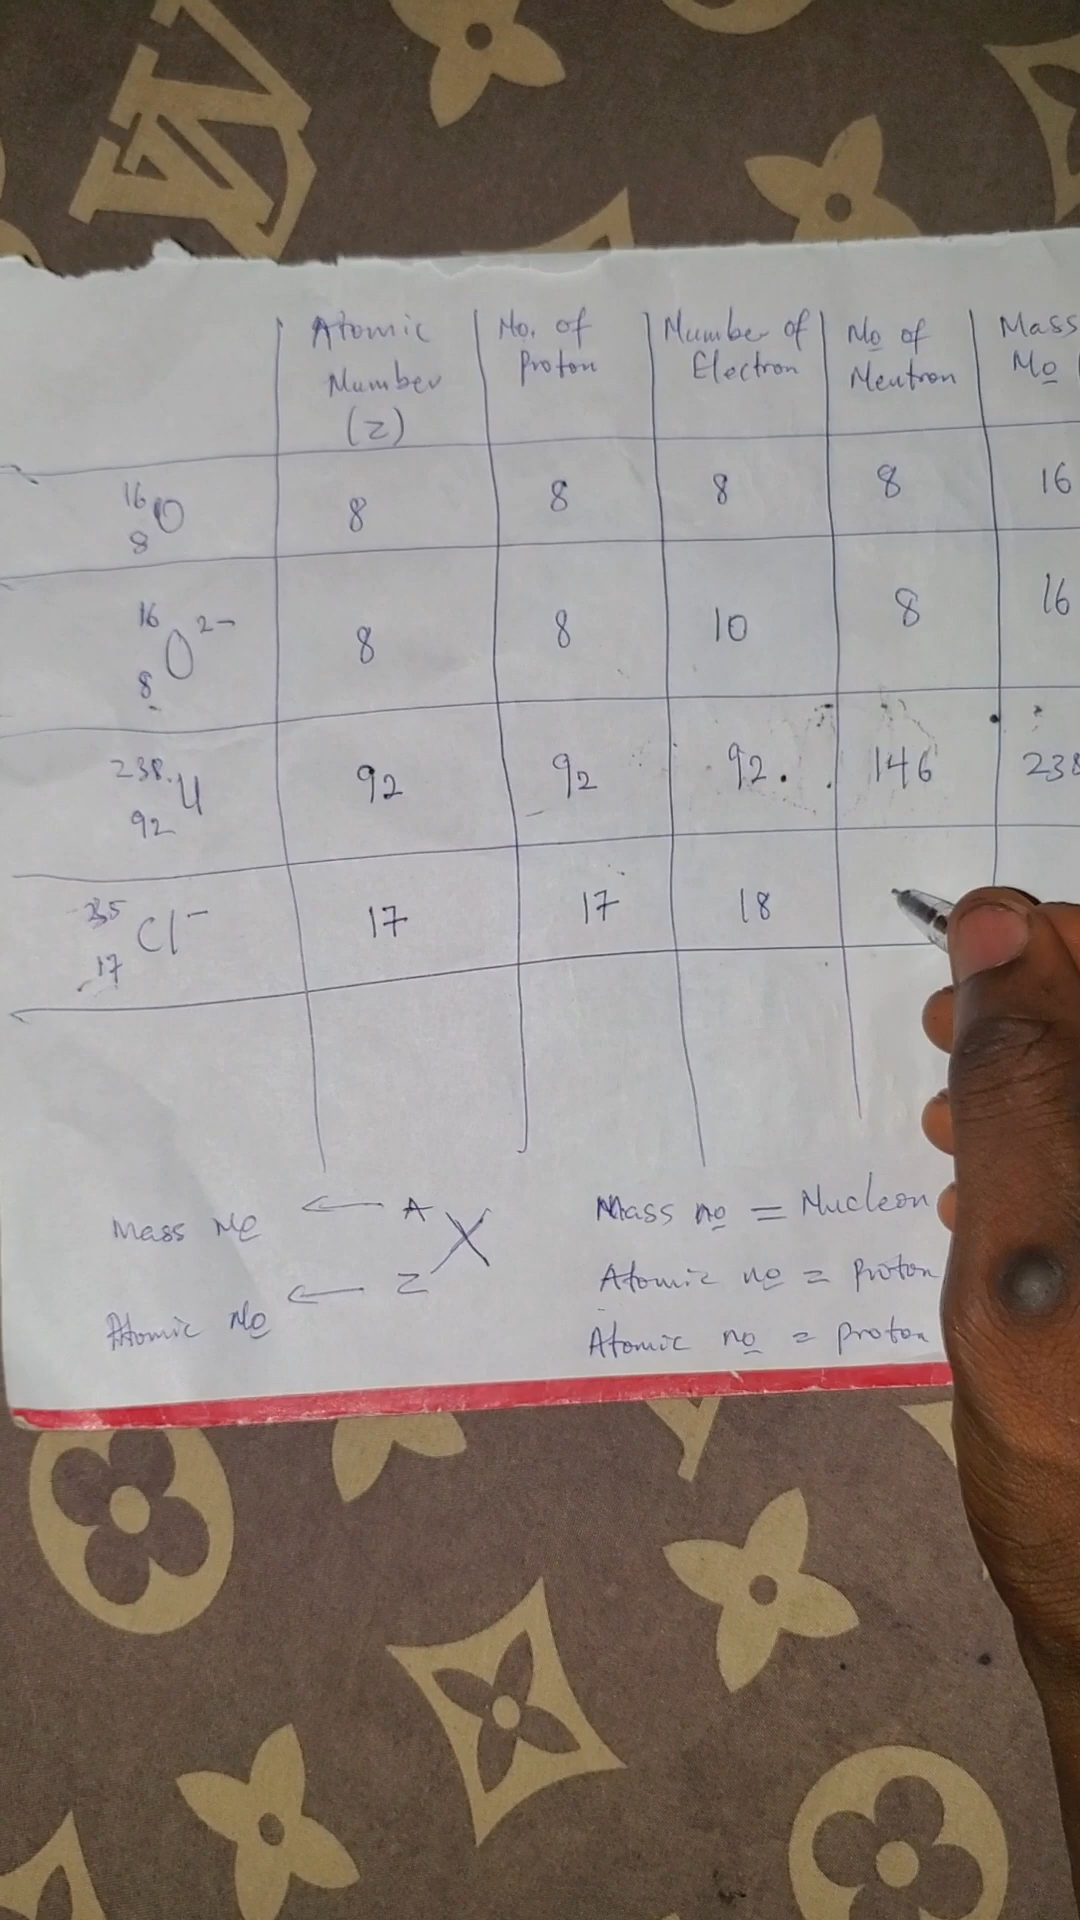 Atomic Number (Z) No. of Proton Number of Electron No of Neutron Mass No
16 8 O 8 8 8 8 16
16 8 O 2- 8 8 10 8 16
238 92 U 92 92 92 146 238
35 17 Cl - 17 17 18
Mass No ← A X
Atomic No ← Z
Mass no = Nucleon
Atomic no = proton
Atomic no = proton